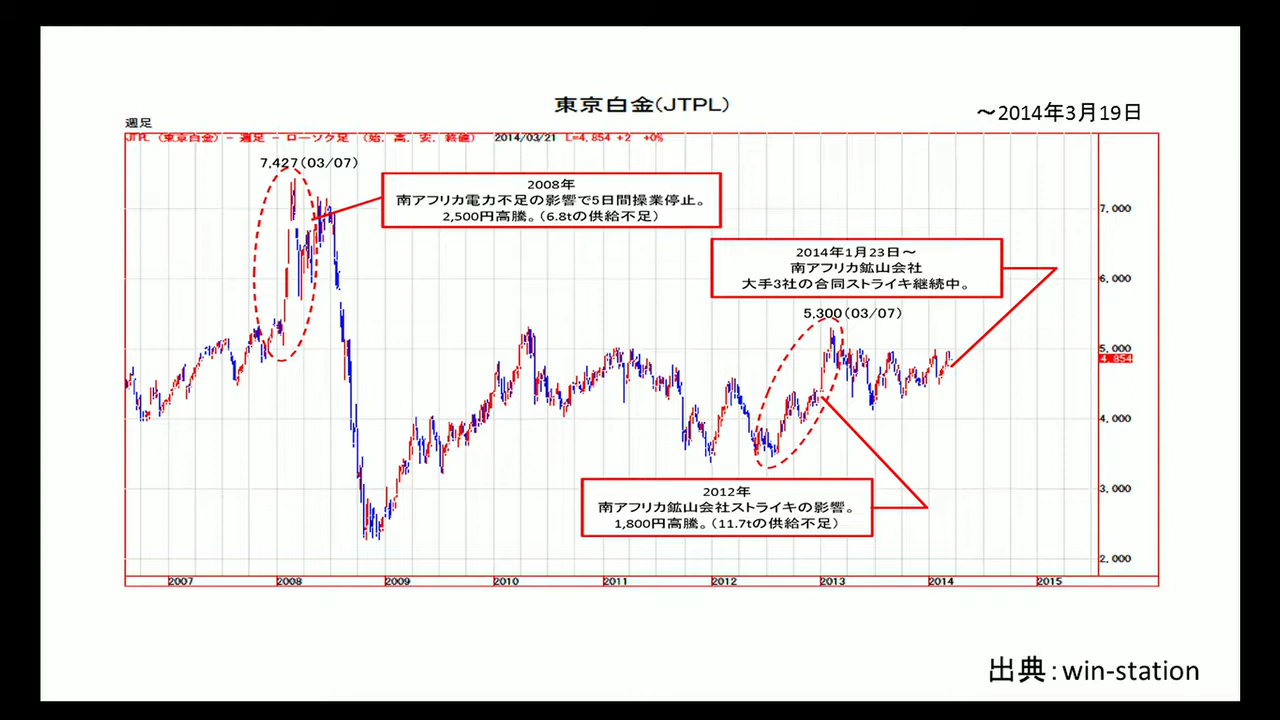 東京白金(JTPL)
～2014年3月19日
週足
JTPL (東京白金) - 週足 - ローソク足 (始, 高, 安, 終値) 2014/03/21 L=4,854 +2 +0%
7,427(03/07)
2008年
南アフリカ電力不足の影響で5日間操業停止。
2,500円高騰。(6.8tの供給不足)
7,000
2014年1月23日～
南アフリカ鉱山会社
大手3社の合同ストライキ継続中。
6,000
5,300(03/07)
5,000
4,854
4,000
3,000
2012年
南アフリカ鉱山会社ストライキの影響。
1,800円高騰。(11.7tの供給不足)
2,000
2007 2008 2009 2010 2011 2012 2013 2014 2015
出典：win-station